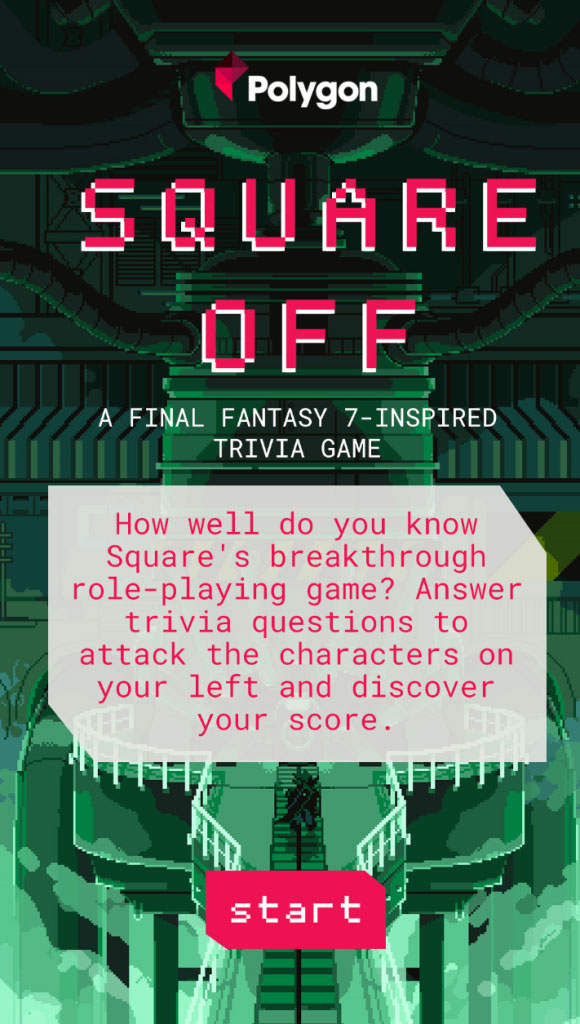 Polygon
SQUARE
OFF
A FINAL FANTASY 7-INSPIRED
TRIVIA GAME
How well do you know
Square's breakthrough
role-playing game? Answer
trivia questions to
attack the characters on
your left and discover
your score.
start